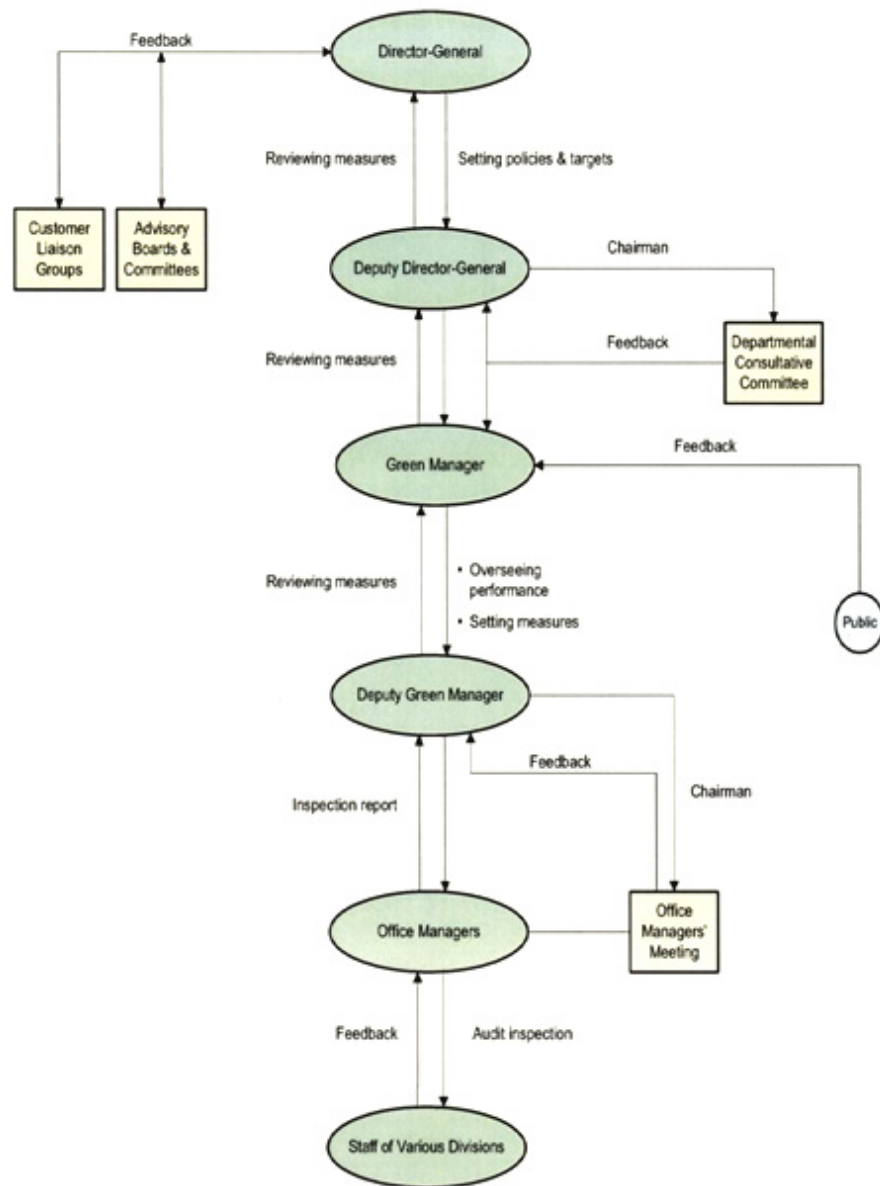 Feedback
Director-General
Reviewing measures
Setting policies & targets
Customer
Liaison
Groups
Advisory
Boards &
Committees
Deputy Director-General
Chairman
Reviewing measures
Feedback
Departmental
Consultative
Committee
Green Manager
Feedback
Reviewing measures
• Overseeing
performance
• Setting measures
Public
Deputy Green Manager
Feedback
Inspection report
Chairman
Office Managers
Office
Managers'
Meeting
Feedback
Audit inspection
Staff of Various Divisions